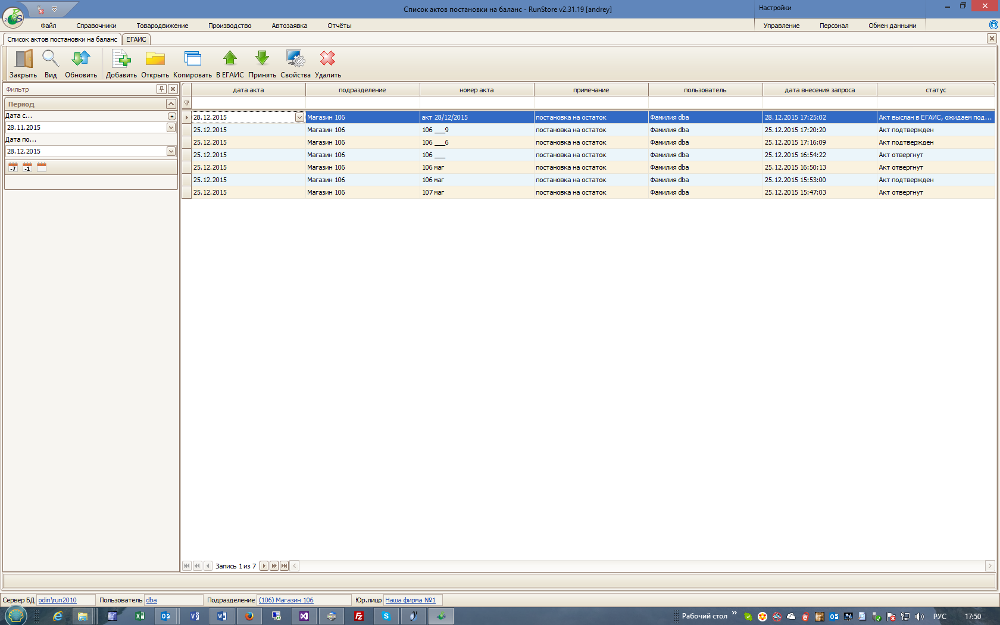 Список актов постановки на баланс - RunStore v2.31.19 [andrey]
Настройки
Файл Справочники Товародвижение Производство Автозаявка Отчёты Управление Персонал Обмен данными
Список актов постановки на баланс ЕГАИС
Закрыть Вид Обновить Добавить Открыть Копировать В ЕГАИС Принять Свойства Удалить
Фильтр
Период
Дата с...
28.11.2015
Дата по...
28.12.2015
-7 -1
дата акта подразделение номер акта примечание пользователь дата внесения запроса статус
28.12.2015 Магазин 106 акт 28/12/2015 постановка на остаток Фамилия dba 28.12.2015 17:25:02 Акт выслан в ЕГАИС, ожидаем под...
25.12.2015 Магазин 106 106 ___9 постановка на остаток Фамилия dba 25.12.2015 17:20:20 Акт подтвержден
25.12.2015 Магазин 106 106 ___6 постановка на остаток Фамилия dba 25.12.2015 17:16:09 Акт подтвержден
25.12.2015 Магазин 106 106 ___ постановка на остаток Фамилия dba 25.12.2015 16:54:22 Акт отвергнут
25.12.2015 Магазин 106 106 маг постановка на остаток Фамилия dba 25.12.2015 16:50:13 Акт отвергнут
25.12.2015 Магазин 106 106 маг постановка на остаток Фамилия dba 25.12.2015 15:53:00 Акт подтвержден
25.12.2015 Магазин 106 107 маг постановка на остаток Фамилия dba 25.12.2015 15:47:03 Акт отвергнут
Запись 1 из 7
Сервер БД odin\run2010 Пользователь dba Подразделение (106) Магазин 106 Юр.лицо Наша фирма №1
Рабочий стол » РУС 17:50